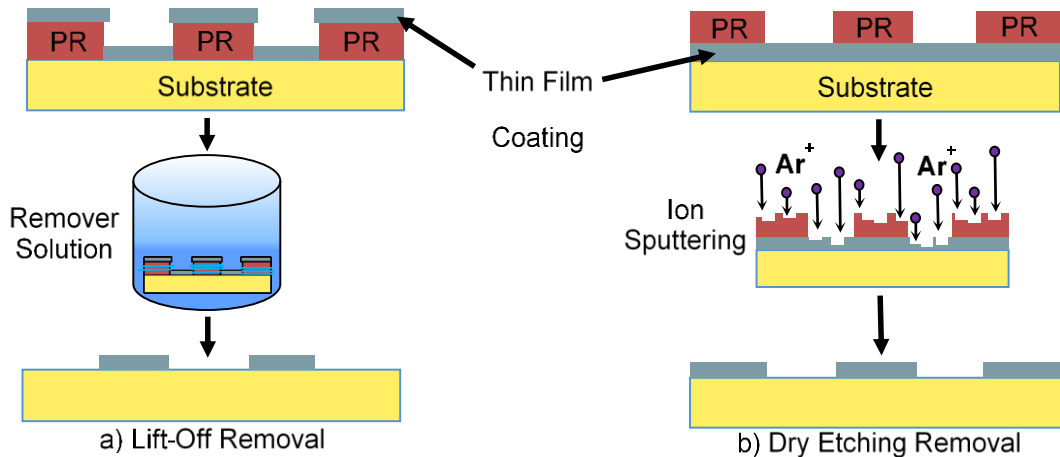 PR PR PR
Substrate
Thin Film
Coating
Remover
Solution
a) Lift-Off Removal
PR PR PR
Substrate
Ar+ Ar+
Ion
Sputtering
b) Dry Etching Removal